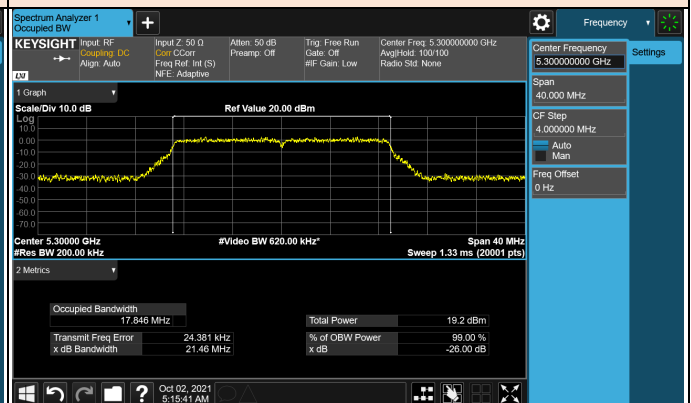 Spectrum Analyzer 1
Occupied BW
+
Frequency
KEYSIGHT
Input: RF
Coupling: DC
Align: Auto
Input Z: 50 Ω
Corr CCorr
Freq Ref: Int (S)
NFE: Adaptive
Atten: 50 dB
Preamp: Off
Trig: Free Run
Gate: Off
#IF Gain: Low
Center Freq: 5.300000000 GHz
Avg|Hold: 100/100
Radio Std: None
LXI
Center Frequency
5.300000000 GHz
Settings
Span
40.000 MHz
CF Step
4.000000 MHz
Auto
Man
Freq Offset
0 Hz
1 Graph
Scale/Div 10.0 dB
Ref Value 20.00 dBm
Log
10.0
0.00
-10.0
-20.0
-30.0
-40.0
-50.0
-60.0
-70.0
Center 5.30000 GHz
#Video BW 620.00 kHz*
Span 40 MHz
#Res BW 200.00 kHz
Sweep 1.33 ms (20001 pts)
2 Metrics
Occupied Bandwidth
17.846 MHz
Total Power
19.2 dBm
Transmit Freq Error
24.381 kHz
% of OBW Power
99.00 %
x dB Bandwidth
21.46 MHz
x dB
-26.00 dB
?
Oct 02, 2021
5:15:41 AM